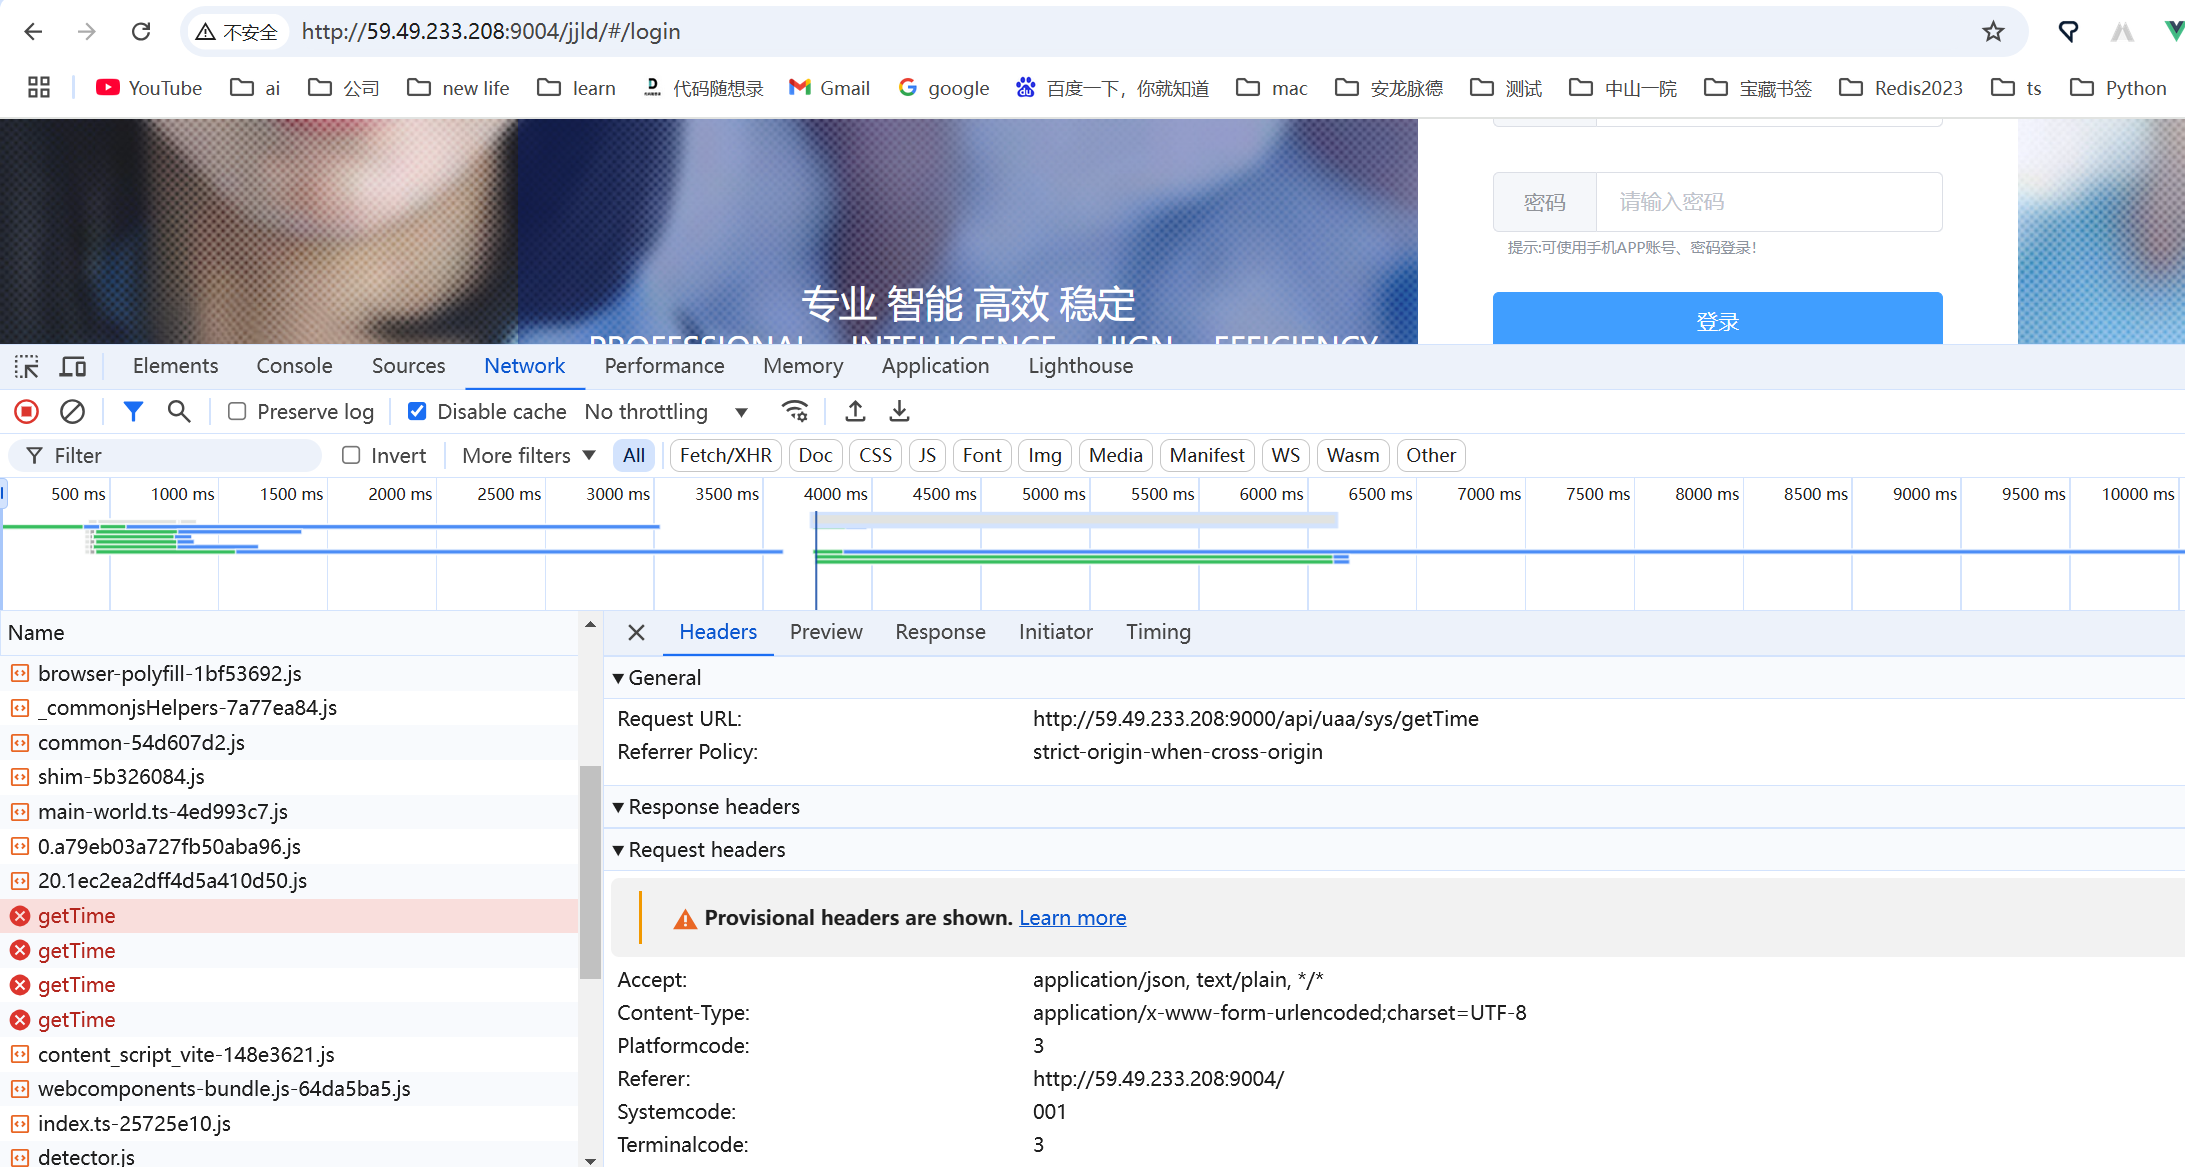 不安全 http://59.49.233.208:9004/jjld/#/login
YouTube ai 公司 new life learn 代码随想录 Gmail google 百度一下，你就知道 mac 安龙脉德 测试 中山一院 宝藏书签 Redis2023 ts Python
密码 请输入密码
提示:可使用手机APP账号、密码登录!
专业 智能 高效 稳定
登录
PROFESSIONAL INTELLIGENCE HIGN EFFICIENCY
Elements Console Sources Network Performance Memory Application Lighthouse
Preserve log Disable cache No throttling
Filter Invert More filters All Fetch/XHR Doc CSS JS Font Img Media Manifest WS Wasm Other
500 ms 1000 ms 1500 ms 2000 ms 2500 ms 3000 ms 3500 ms 4000 ms 4500 ms 5000 ms 5500 ms 6000 ms 6500 ms 7000 ms 7500 ms 8000 ms 8500 ms 9000 ms 9500 ms 10000 ms
Name
browser-polyfill-1bf53692.js
_commonjsHelpers-7a77ea84.js
common-54d607d2.js
shim-5b326084.js
main-world.ts-4ed993c7.js
0.a79eb03a727fb50aba96.js
20.1ec2ea2dff4d5a410d50.js
getTime
getTime
getTime
getTime
content_script_vite-148e3621.js
webcomponents-bundle.js-64da5ba5.js
index.ts-25725e10.js
detector.js
Headers Preview Response Initiator Timing
General
Request URL: http://59.49.233.208:9000/api/uaa/sys/getTime
Referrer Policy: strict-origin-when-cross-origin
Response headers
Request headers
Provisional headers are shown. Learn more
Accept: application/json, text/plain, */*
Content-Type: application/x-www-form-urlencoded;charset=UTF-8
Platformcode: 3
Referer: http://59.49.233.208:9004/
Systemcode: 001
Terminalcode: 3